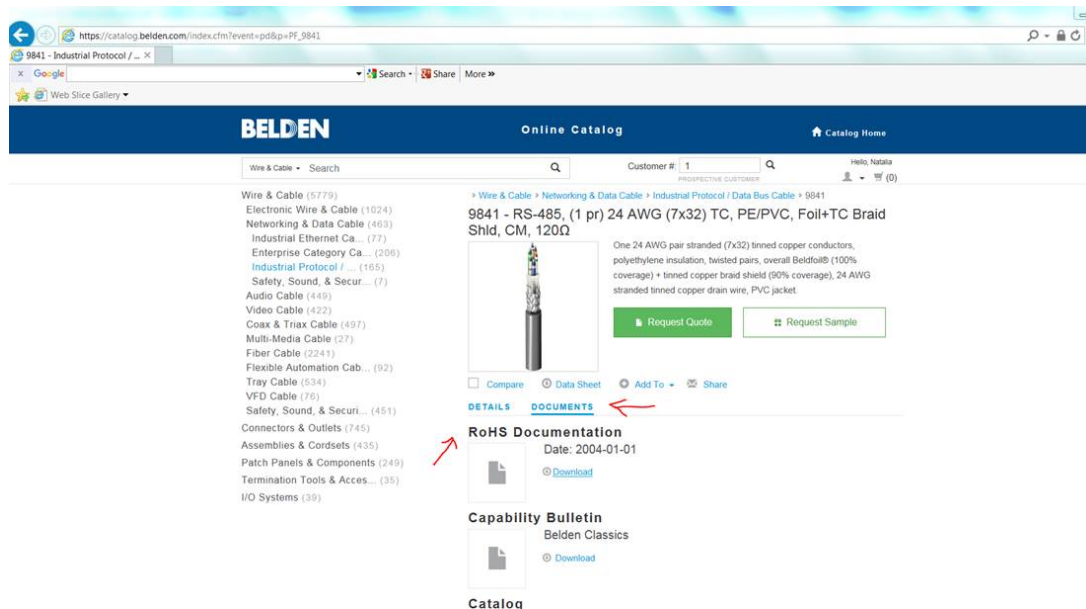 https://catalog.belden.com/index.cfm?event=pd&p=PF_9841
9841 - Industrial Protocol / ... ×
x Google Search Share More »
Web Slice Gallery
BELDEN Online Catalog Catalog Home
Wire & Cable Search Customer #: 1 Hello, Natalia
PROSPECTIVE CUSTOMER (0)
Wire & Cable (5779)
Electronic Wire & Cable (1024)
Networking & Data Cable (463)
Industrial Ethernet Ca... (77)
Enterprise Category Ca... (206)
Industrial Protocol / ... (165)
Safety, Sound, & Secur... (7)
Audio Cable (449)
Video Cable (422)
Coax & Triax Cable (497)
Multi-Media Cable (27)
Fiber Cable (2241)
Flexible Automation Cab... (92)
Tray Cable (534)
VFD Cable (76)
Safety, Sound, & Securi... (451)
Connectors & Outlets (745)
Assemblies & Cordsets (435)
Patch Panels & Components (249)
Termination Tools & Acces... (35)
I/O Systems (39)
› Wire & Cable › Networking & Data Cable › Industrial Protocol / Data Bus Cable › 9841
9841 - RS-485, (1 pr) 24 AWG (7x32) TC, PE/PVC, Foil+TC Braid
Shld, CM, 120Ω
One 24 AWG pair stranded (7x32) tinned copper conductors,
polyethylene insulation, twisted pairs, overall Beldfoil® (100%
coverage) + tinned copper braid shield (90% coverage), 24 AWG
stranded tinned copper drain wire, PVC jacket.
Request Quote Request Sample
Compare Data Sheet Add To Share
DETAILS DOCUMENTS
RoHS Documentation
Date: 2004-01-01
Download
Capability Bulletin
Belden Classics
Download
Catalog